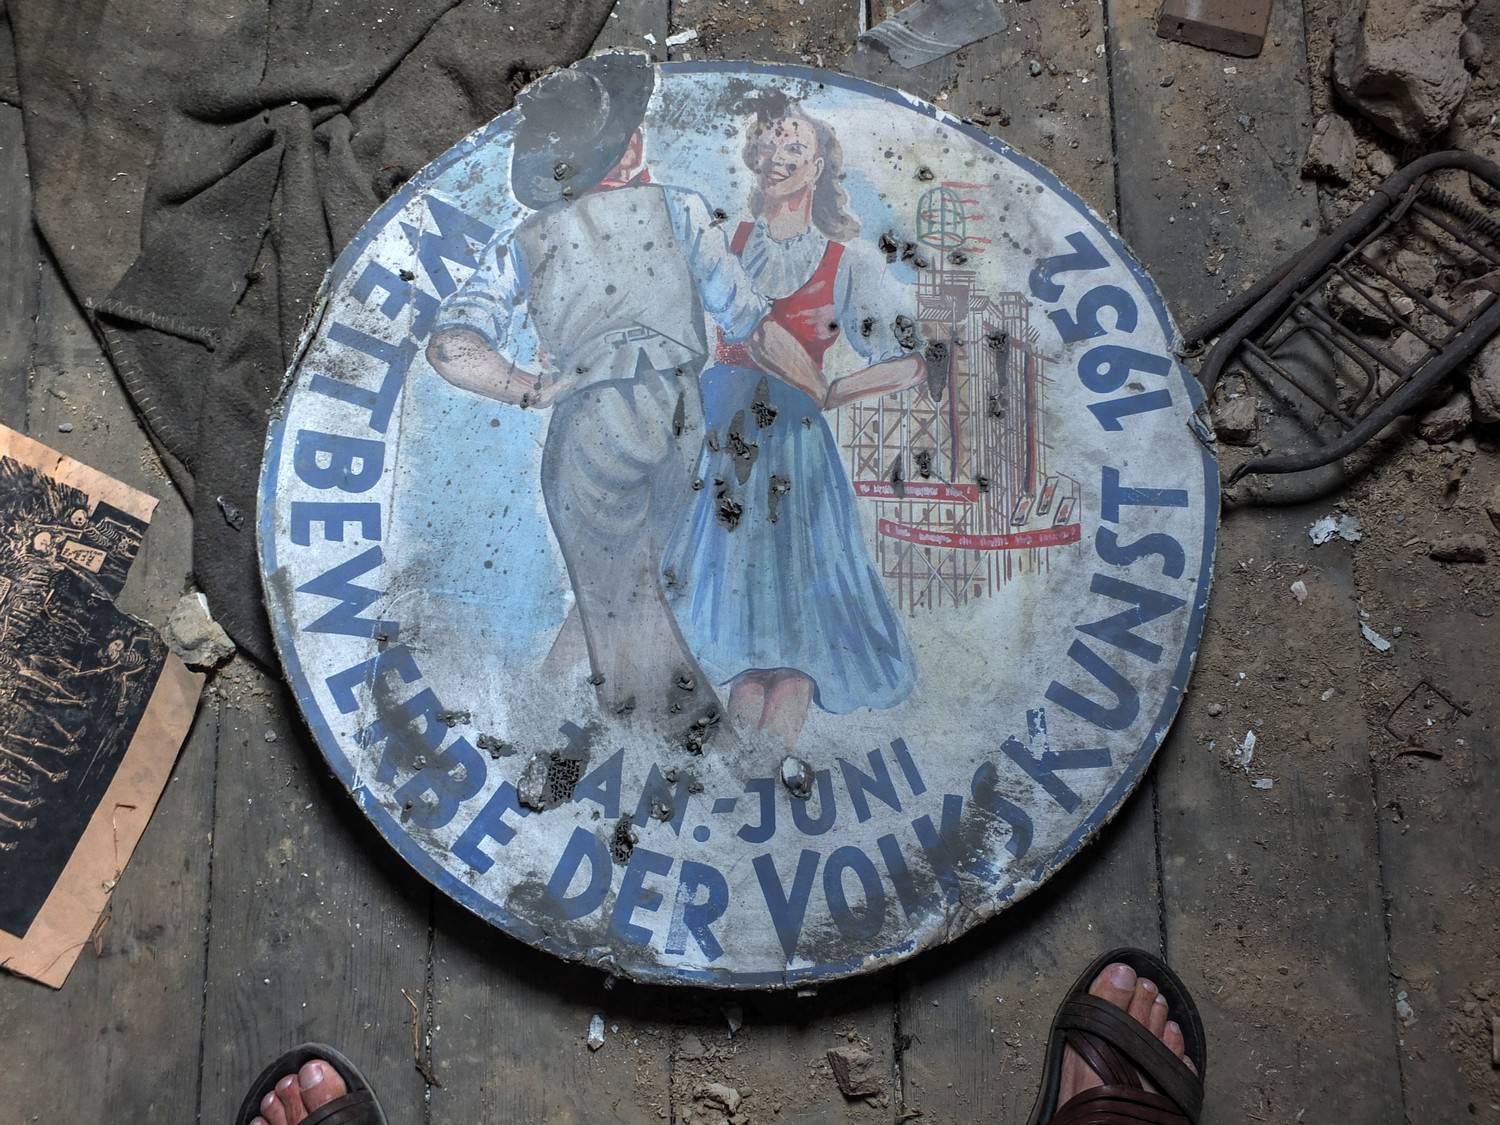 WETTBEWERBE DER VOLKSKUNST 1952
JAN.-JUNI